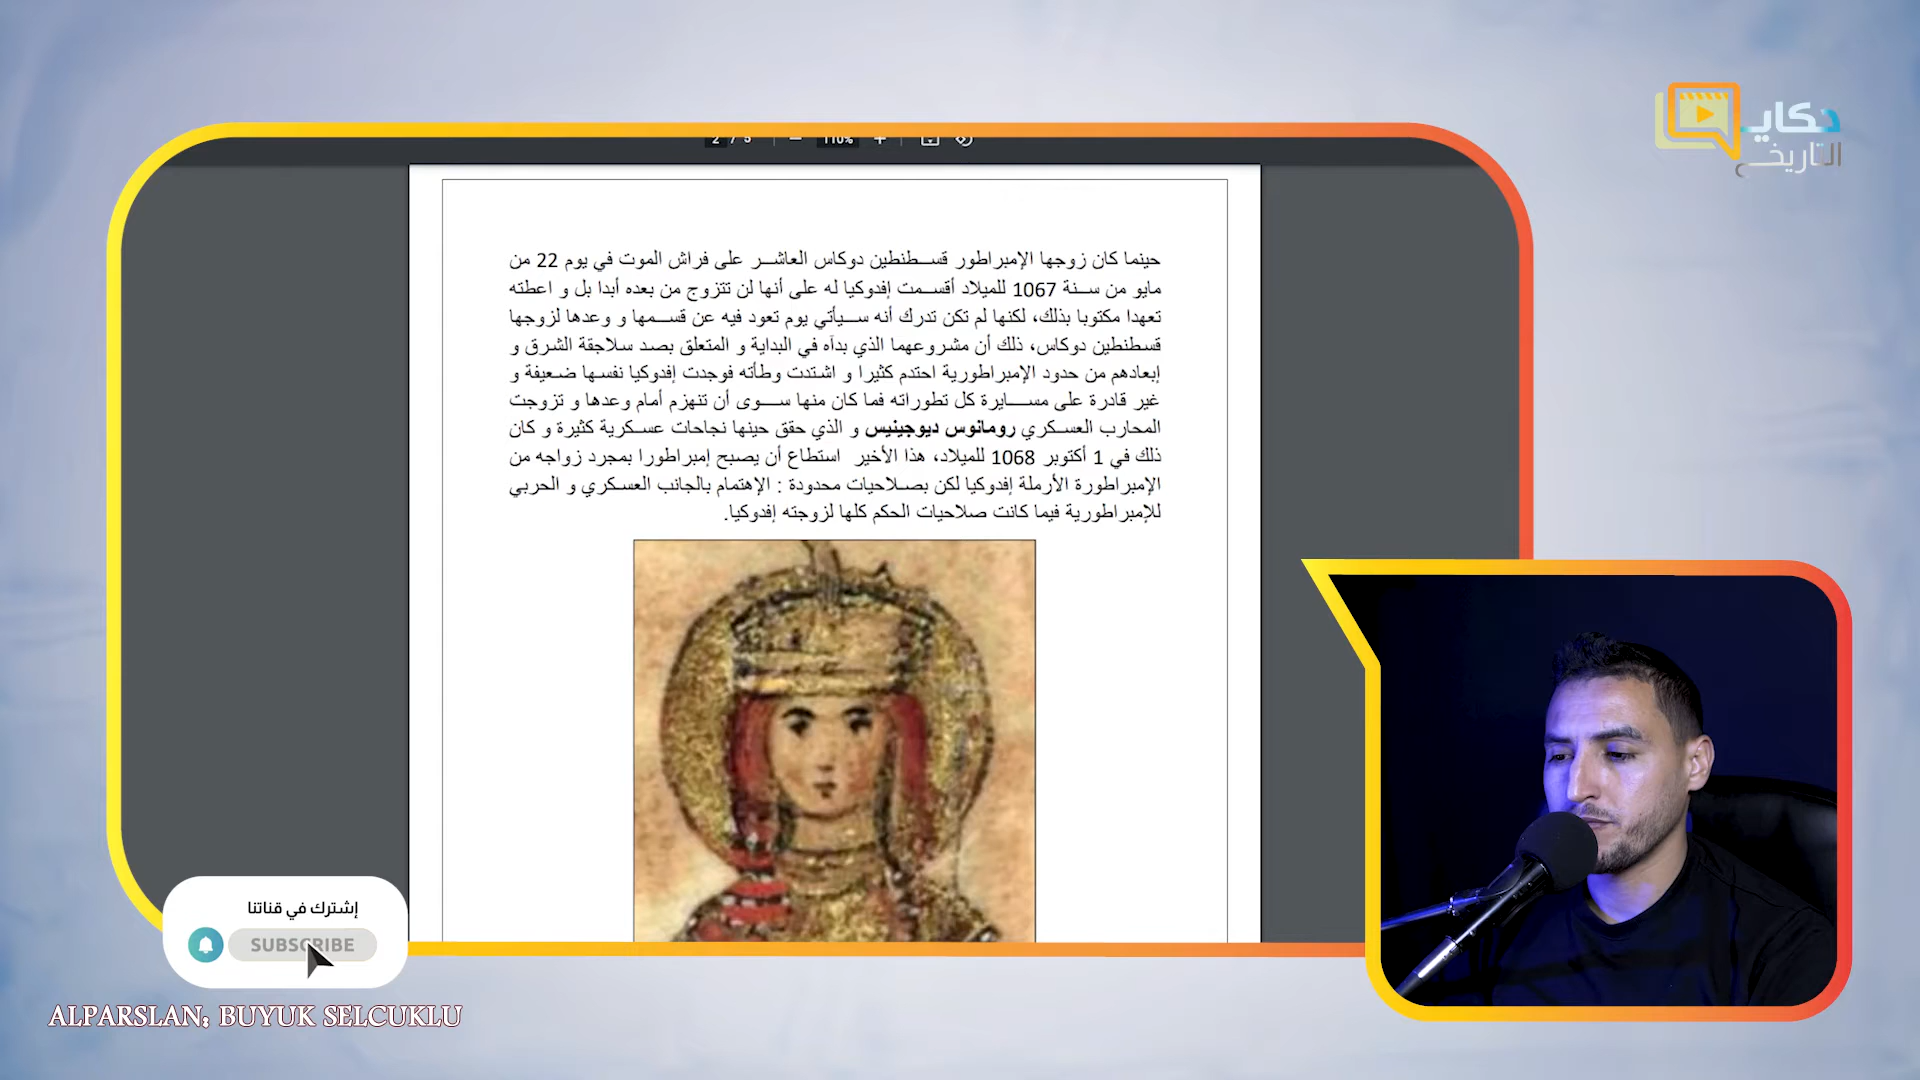 حكاية
التاريخ
2 / 5
110%
حينما كان زوجها الإمبراطور قسطنطين دوكاس العاشر على فراش الموت في يوم 22 من
مايو من سنة 1067 للميلاد أقسمت إفدوكيا له على أنها لن تتزوج من بعده أبدا بل و اعطته
تعهدا مكتوبا بذلك، لكنها لم تكن تدرك أنه سيأتي يوم تعود فيه عن قسمها و وعدها لزوجها
قسطنطين دوكاس، ذلك أن مشروعهما الذي بدآه في البداية و المتعلق بصد سلاجقة الشرق و
إبعادهم من حدود الإمبراطورية احتدم كثيرا و اشتدت وطأته فوجدت إفدوكيا نفسها ضعيفة و
غير قادرة على مسايرة كل تطوراته فما كان منها سوى أن تنهزم أمام وعدها و تزوجت
المحارب العسكري رومانوس ديوجينيس و الذي حقق حينها نجاحات عسكرية كثيرة و كان
ذلك في 1 أكتوبر 1068 للميلاد، هذا الأخير استطاع أن يصبح إمبراطورا بمجرد زواجه من
الإمبراطورة الأرملة إفدوكيا لكن بصلاحيات محدودة : الإهتمام بالجانب العسكري و الحربي
للإمبراطورية فيما كانت صلاحيات الحكم كلها لزوجته إفدوكيا.
إشترك في قناتنا
SUBSCRIBE
ALPARSLAN: BUYUK SELCUKLU